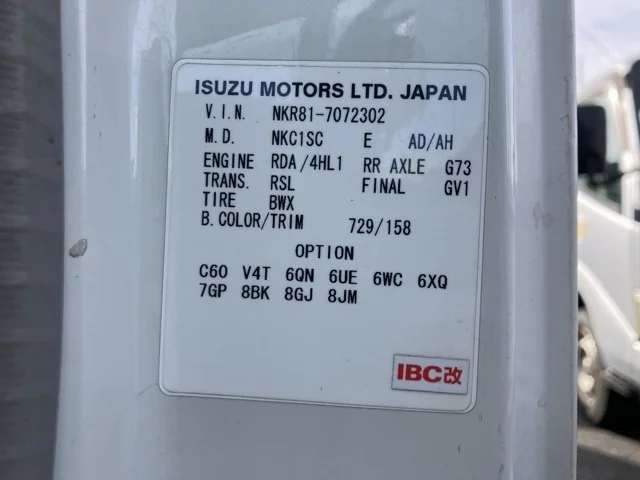 ISUZU MOTORS LTD. JAPAN
V.I.N. NKR81-7072302
M.D. NKC1SC E AD/AH
ENGINE RDA/4HL1 RR AXLE G73
TRANS. RSL FINAL GV1
TIRE BWX
B.COLOR/TRIM 729/158
OPTION
C60 V4T 6QN 6UE 6WC 6XQ
7GP 8BK 8GJ 8JM
IBC改